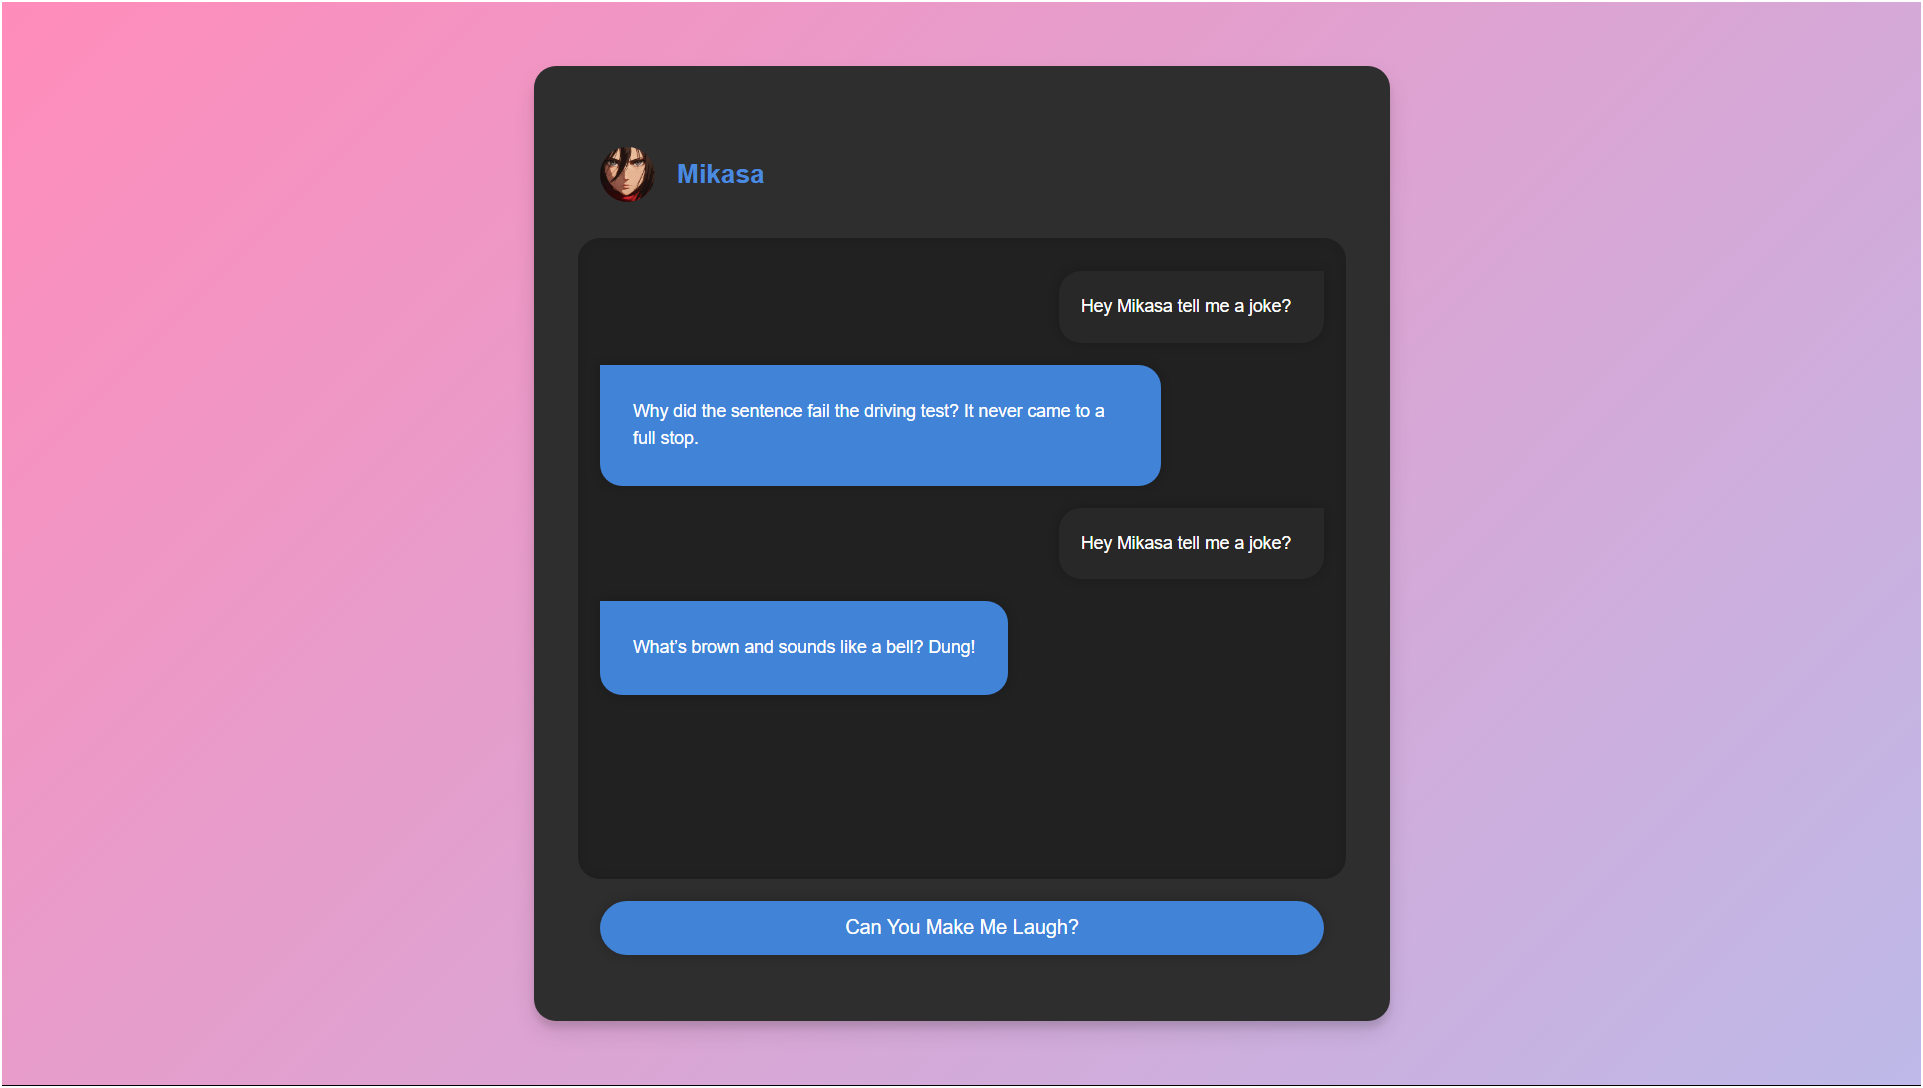 Mikasa
Hey Mikasa tell me a joke?
Why did the sentence fail the driving test? It never came to a
full stop.
Hey Mikasa tell me a joke?
What's brown and sounds like a bell? Dung!
Can You Make Me Laugh?